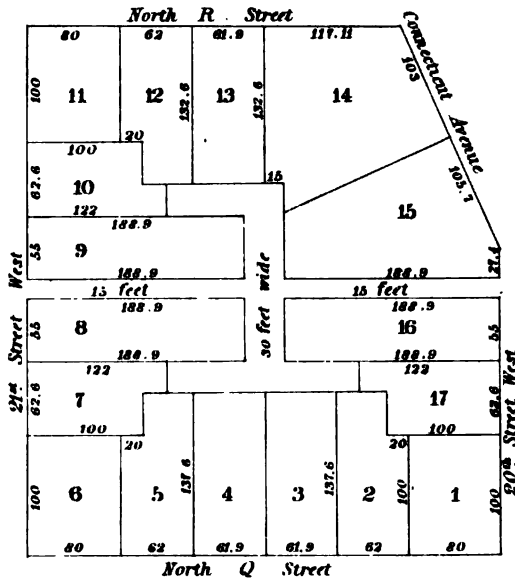 North R Street
80 62 61.9 117.11
Connecticut Avenue
103
100 11 12 132.6 13 132.6 14
20
100 15
62.6 10
105.7
122 15
188.9
55 9
27.4
188.9 188.9
15 feet 15 feet
30 feet wide
188.9 188.9
55 8 16 55
188.9 188.9
122 122
21st Street West
62.6 7 17 62.6
100 20 20 100
20th Street West
100 6 5 137.6 4 3 137.6 2 100 1 100
80 62 61.9 61.9 62 80
North Q Street